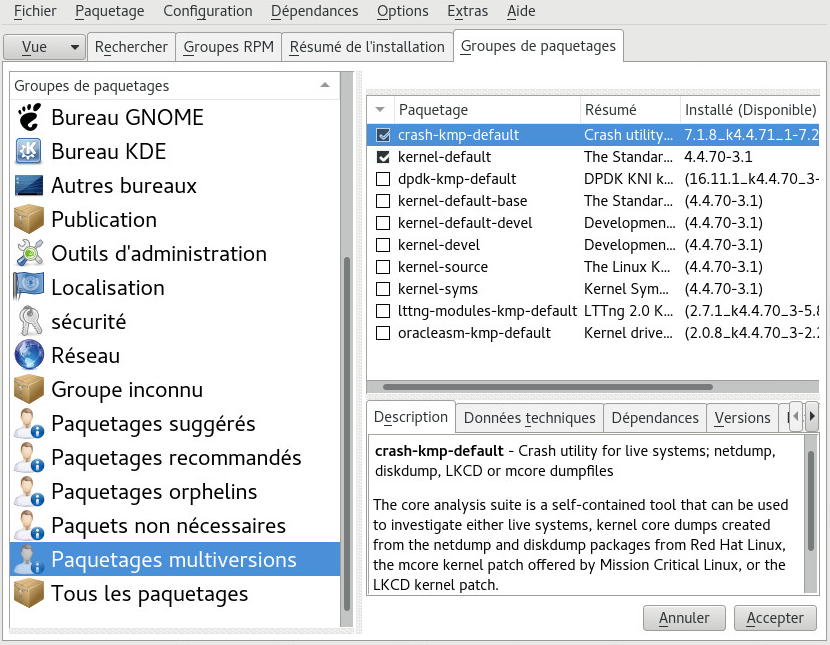 Fichier Paquetage Configuration Dépendances Options Extras Aide
Vue Rechercher Groupes RPM Résumé de l'installation Groupes de paquetages
Groupes de paquetages
Bureau GNOME
Bureau KDE
Autres bureaux
Publication
Outils d'administration
Localisation
sécurité
Réseau
Groupe inconnu
Paquetages suggérés
Paquetages recommandés
Paquetages orphelins
Paquets non nécessaires
Paquetages multiversions
Tous les paquetages
Paquetage Résumé Installé (Disponible)
crash-kmp-default Crash utility... 7.1.8_k4.4.71_1-7.2
kernel-default The Standar... 4.4.70-3.1
dpdk-kmp-default DPDK KNI k... (16.11.1_k4.4.70_3-
kernel-default-base The Standar... (4.4.70-3.1)
kernel-default-devel Developmen... (4.4.70-3.1)
kernel-devel Developmen... (4.4.70-3.1)
kernel-source The Linux K... (4.4.70-3.1)
kernel-syms Kernel Sym... (4.4.70-3.1)
lttng-modules-kmp-default LTTng 2.0 K... (2.7.1_k4.4.70_3-5.8
oracleasm-kmp-default Kernel drive... (2.0.8_k4.4.70_3-2.2
Description Données techniques Dépendances Versions
crash-kmp-default - Crash utility for live systems; netdump,
diskdump, LKCD or mcore dumpfiles
The core analysis suite is a self-contained tool that can be used
to investigate either live systems, kernel core dumps created
from the netdump and diskdump packages from Red Hat Linux,
the mcore kernel patch offered by Mission Critical Linux, or the
LKCD kernel patch.
Annuler Accepter